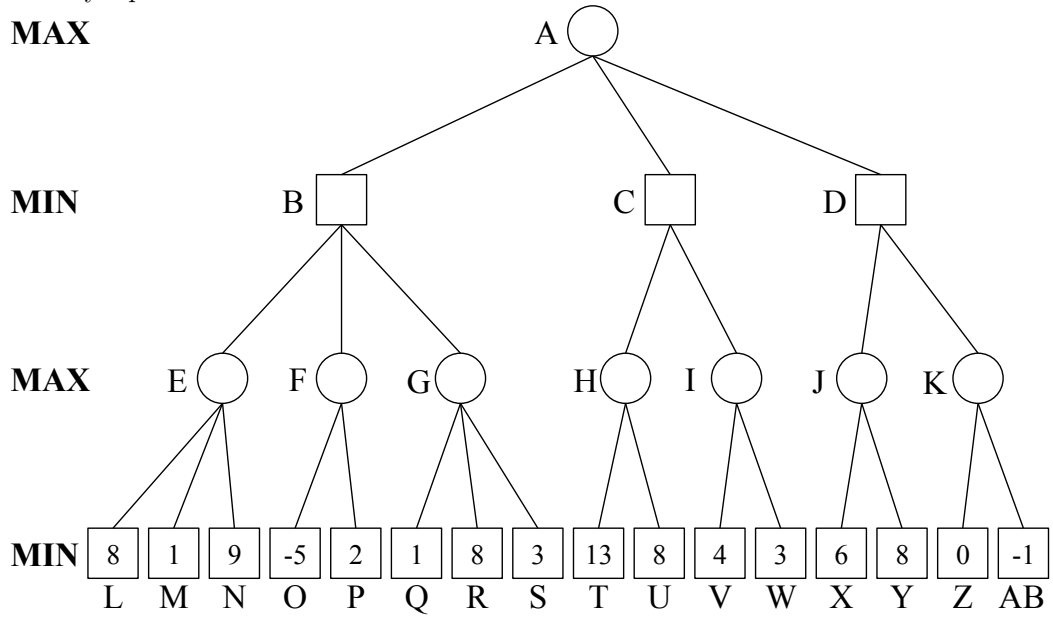 MAX A
MIN B C D
MAX E F G H I J K
MIN 8 1 9 -5 2 1 8 3 13 8 4 3 6 8 0 -1
L M N O P Q R S T U V W X Y Z AB